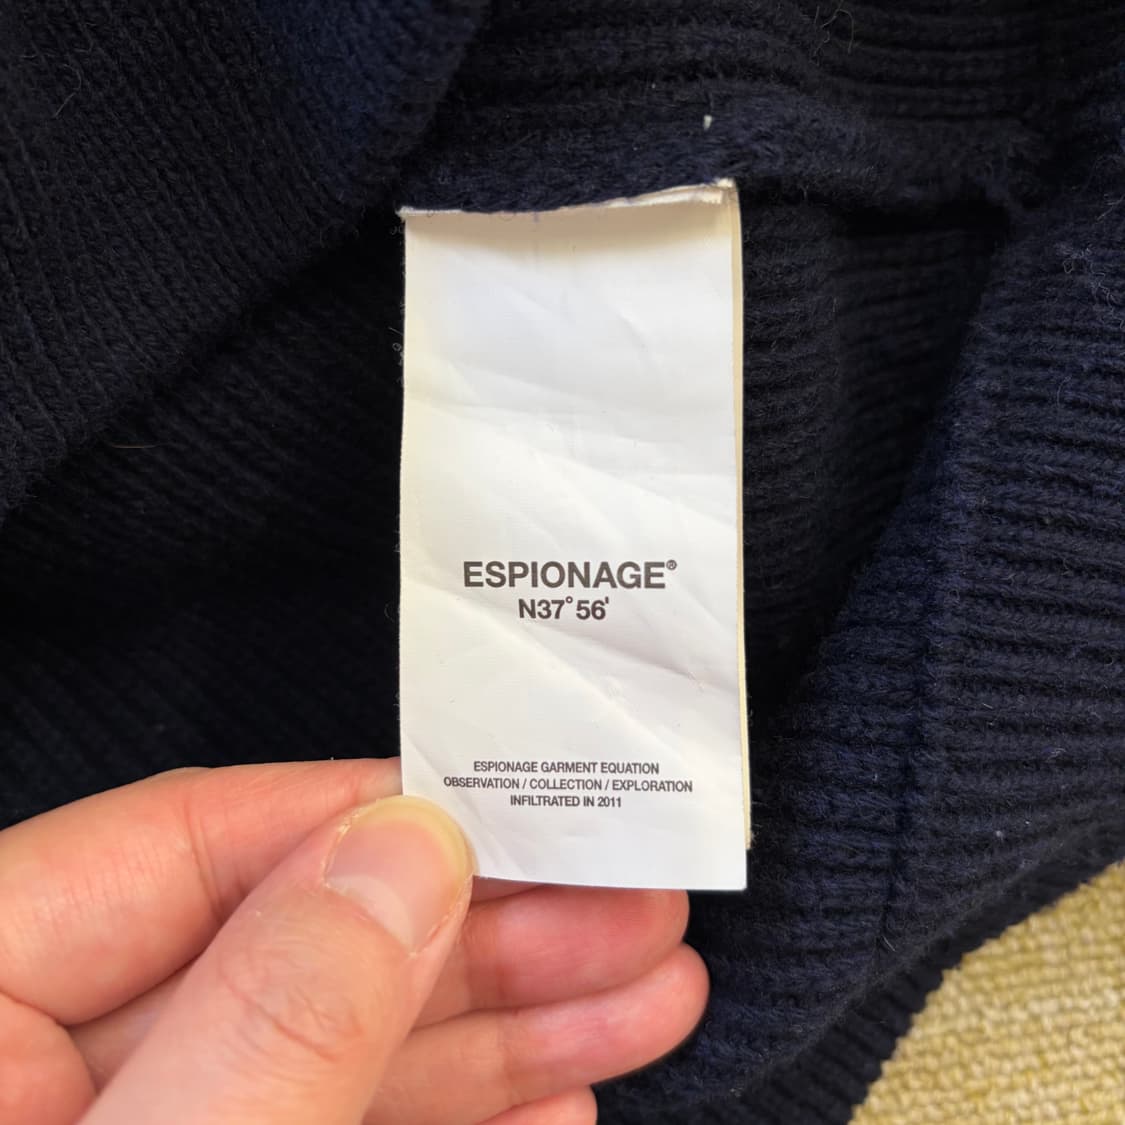 ESPIONAGE®
N37°56'
ESPIONAGE GARMENT EQUATION
OBSERVATION / COLLECTION / EXPLORATION
INFILTRATED IN 2011